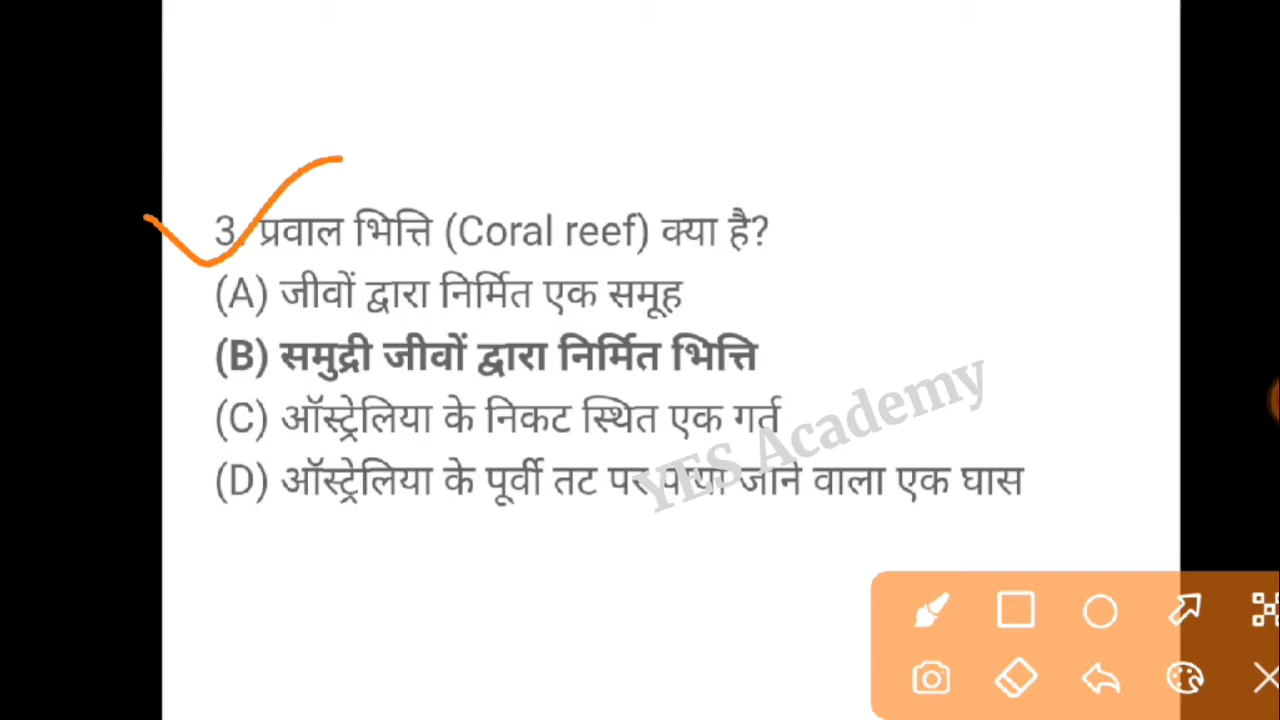 3. प्रवाल भित्ति (Coral reef) क्या है?
(A) जीवों द्वारा निर्मित एक समूह
(B) समुद्री जीवों द्वारा निर्मित भित्ति
(C) ऑस्ट्रेलिया के निकट स्थित एक गर्त
(D) ऑस्ट्रेलिया के पूर्वी तट पर पाया जाने वाला एक घास
YES Academy